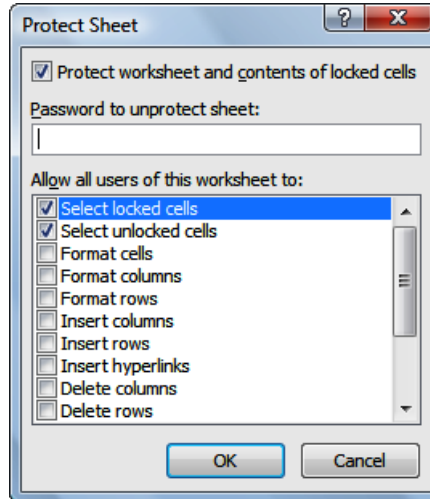 Protect Sheet
?
Protect worksheet and contents of locked cells
Password to unprotect sheet:
Allow all users of this worksheet to:
Select locked cells
Select unlocked cells
Format cells
Format columns
Format rows
Insert columns
Insert rows
Insert hyperlinks
Delete columns
Delete rows
OK Cancel